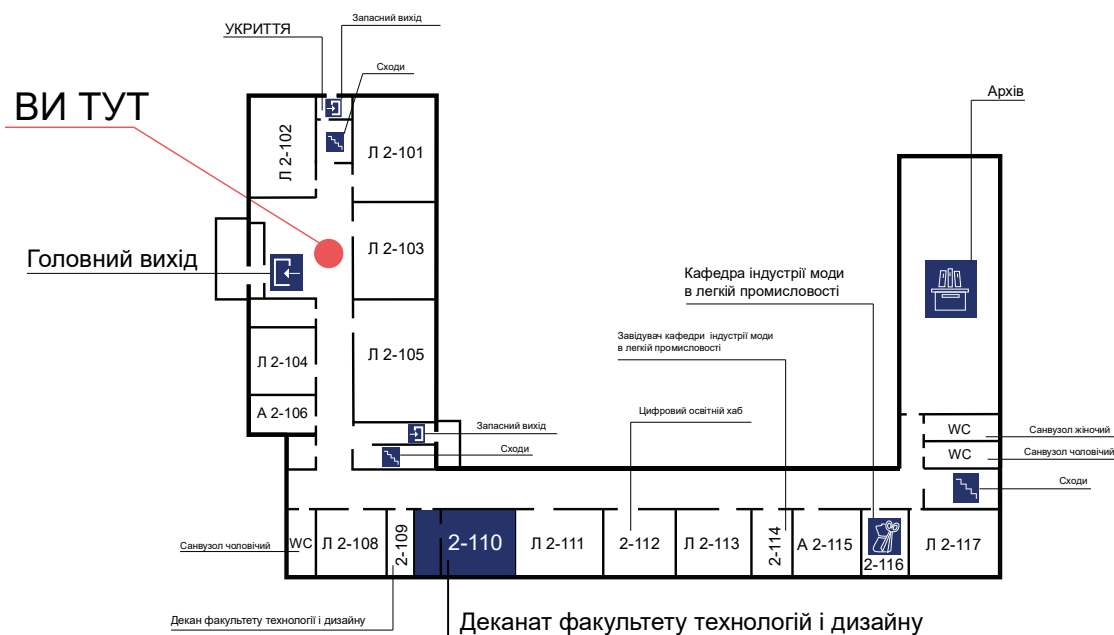 Запасний вихід
УКРИТТЯ
Сходи
ВИ ТУТ
Архів
Л 2-102
Л 2-101
Л 2-103
Головний вихід
Кафедра індустрії моди
в легкій промисловості
Завідувач кафедри індустрії моди
в легкій промисловості
Л 2-104
Л 2-105
А 2-106
Цифровий освітній хаб
Запасний вихід
Сходи
WC
Санвузол жіночий
WC
Санвузол чоловічий
Сходи
Санвузол чоловічий
WC
Л 2-108
2-109
2-110
Л 2-111
2-112
Л 2-113
2-114
А 2-115
2-116
Л 2-117
Декан факультету технології і дизайну
Деканат факультету технологій і дизайну